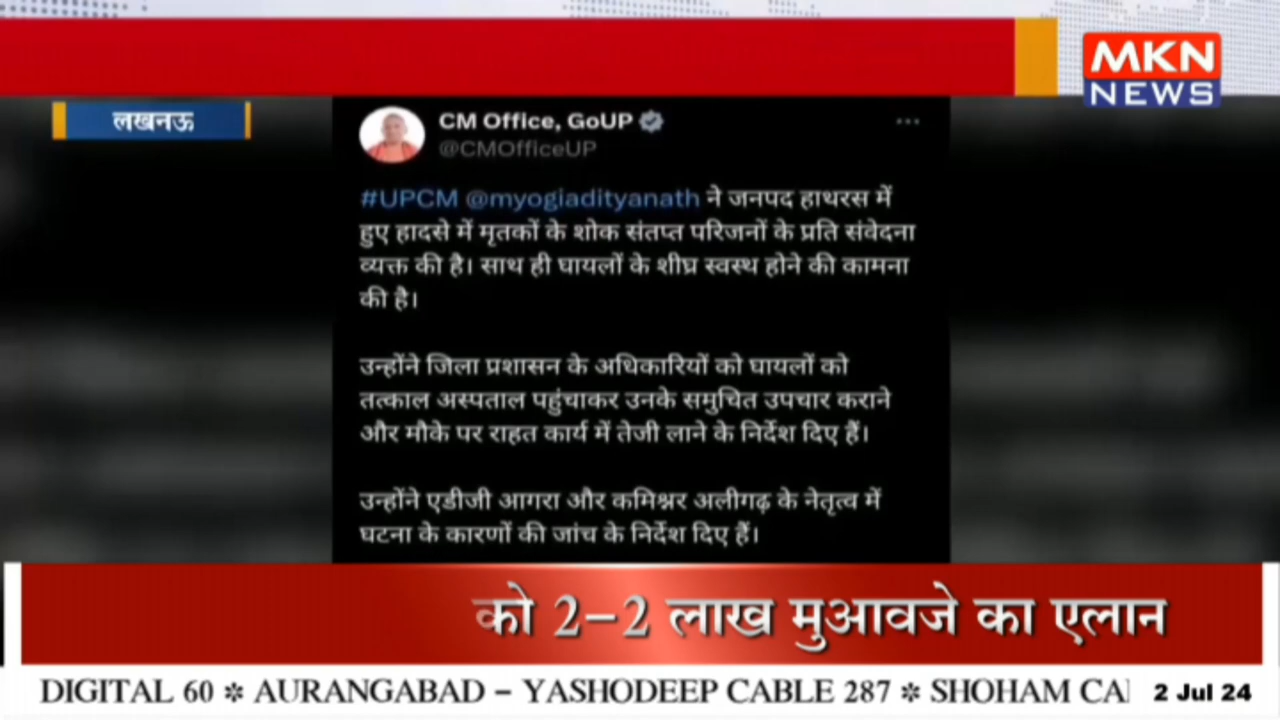 MKN
NEWS
लखनऊ
CM Office, GoUP
@CMOfficeUP
#UPCM @myogiadityanath ने जनपद हाथरस में
हुए हादसे में मृतकों के शोक संतप्त परिजनों के प्रति संवेदना
व्यक्त की है। साथ ही घायलों के शीघ्र स्वस्थ होने की कामना
की है।
उन्होंने जिला प्रशासन के अधिकारियों को घायलों को
तत्काल अस्पताल पहुंचाकर उनके समुचित उपचार कराने
और मौके पर राहत कार्य में तेजी लाने के निर्देश दिए हैं।
उन्होंने एडीजी आगरा और कमिश्नर अलीगढ़ के नेतृत्व में
घटना के कारणों की जांच के निर्देश दिए हैं।
को 2-2 लाख मुआवजे का एलान
DIGITAL 60 * AURANGABAD - YASHODEEP CABLE 287 * SHOHAM CA
2 Jul 24